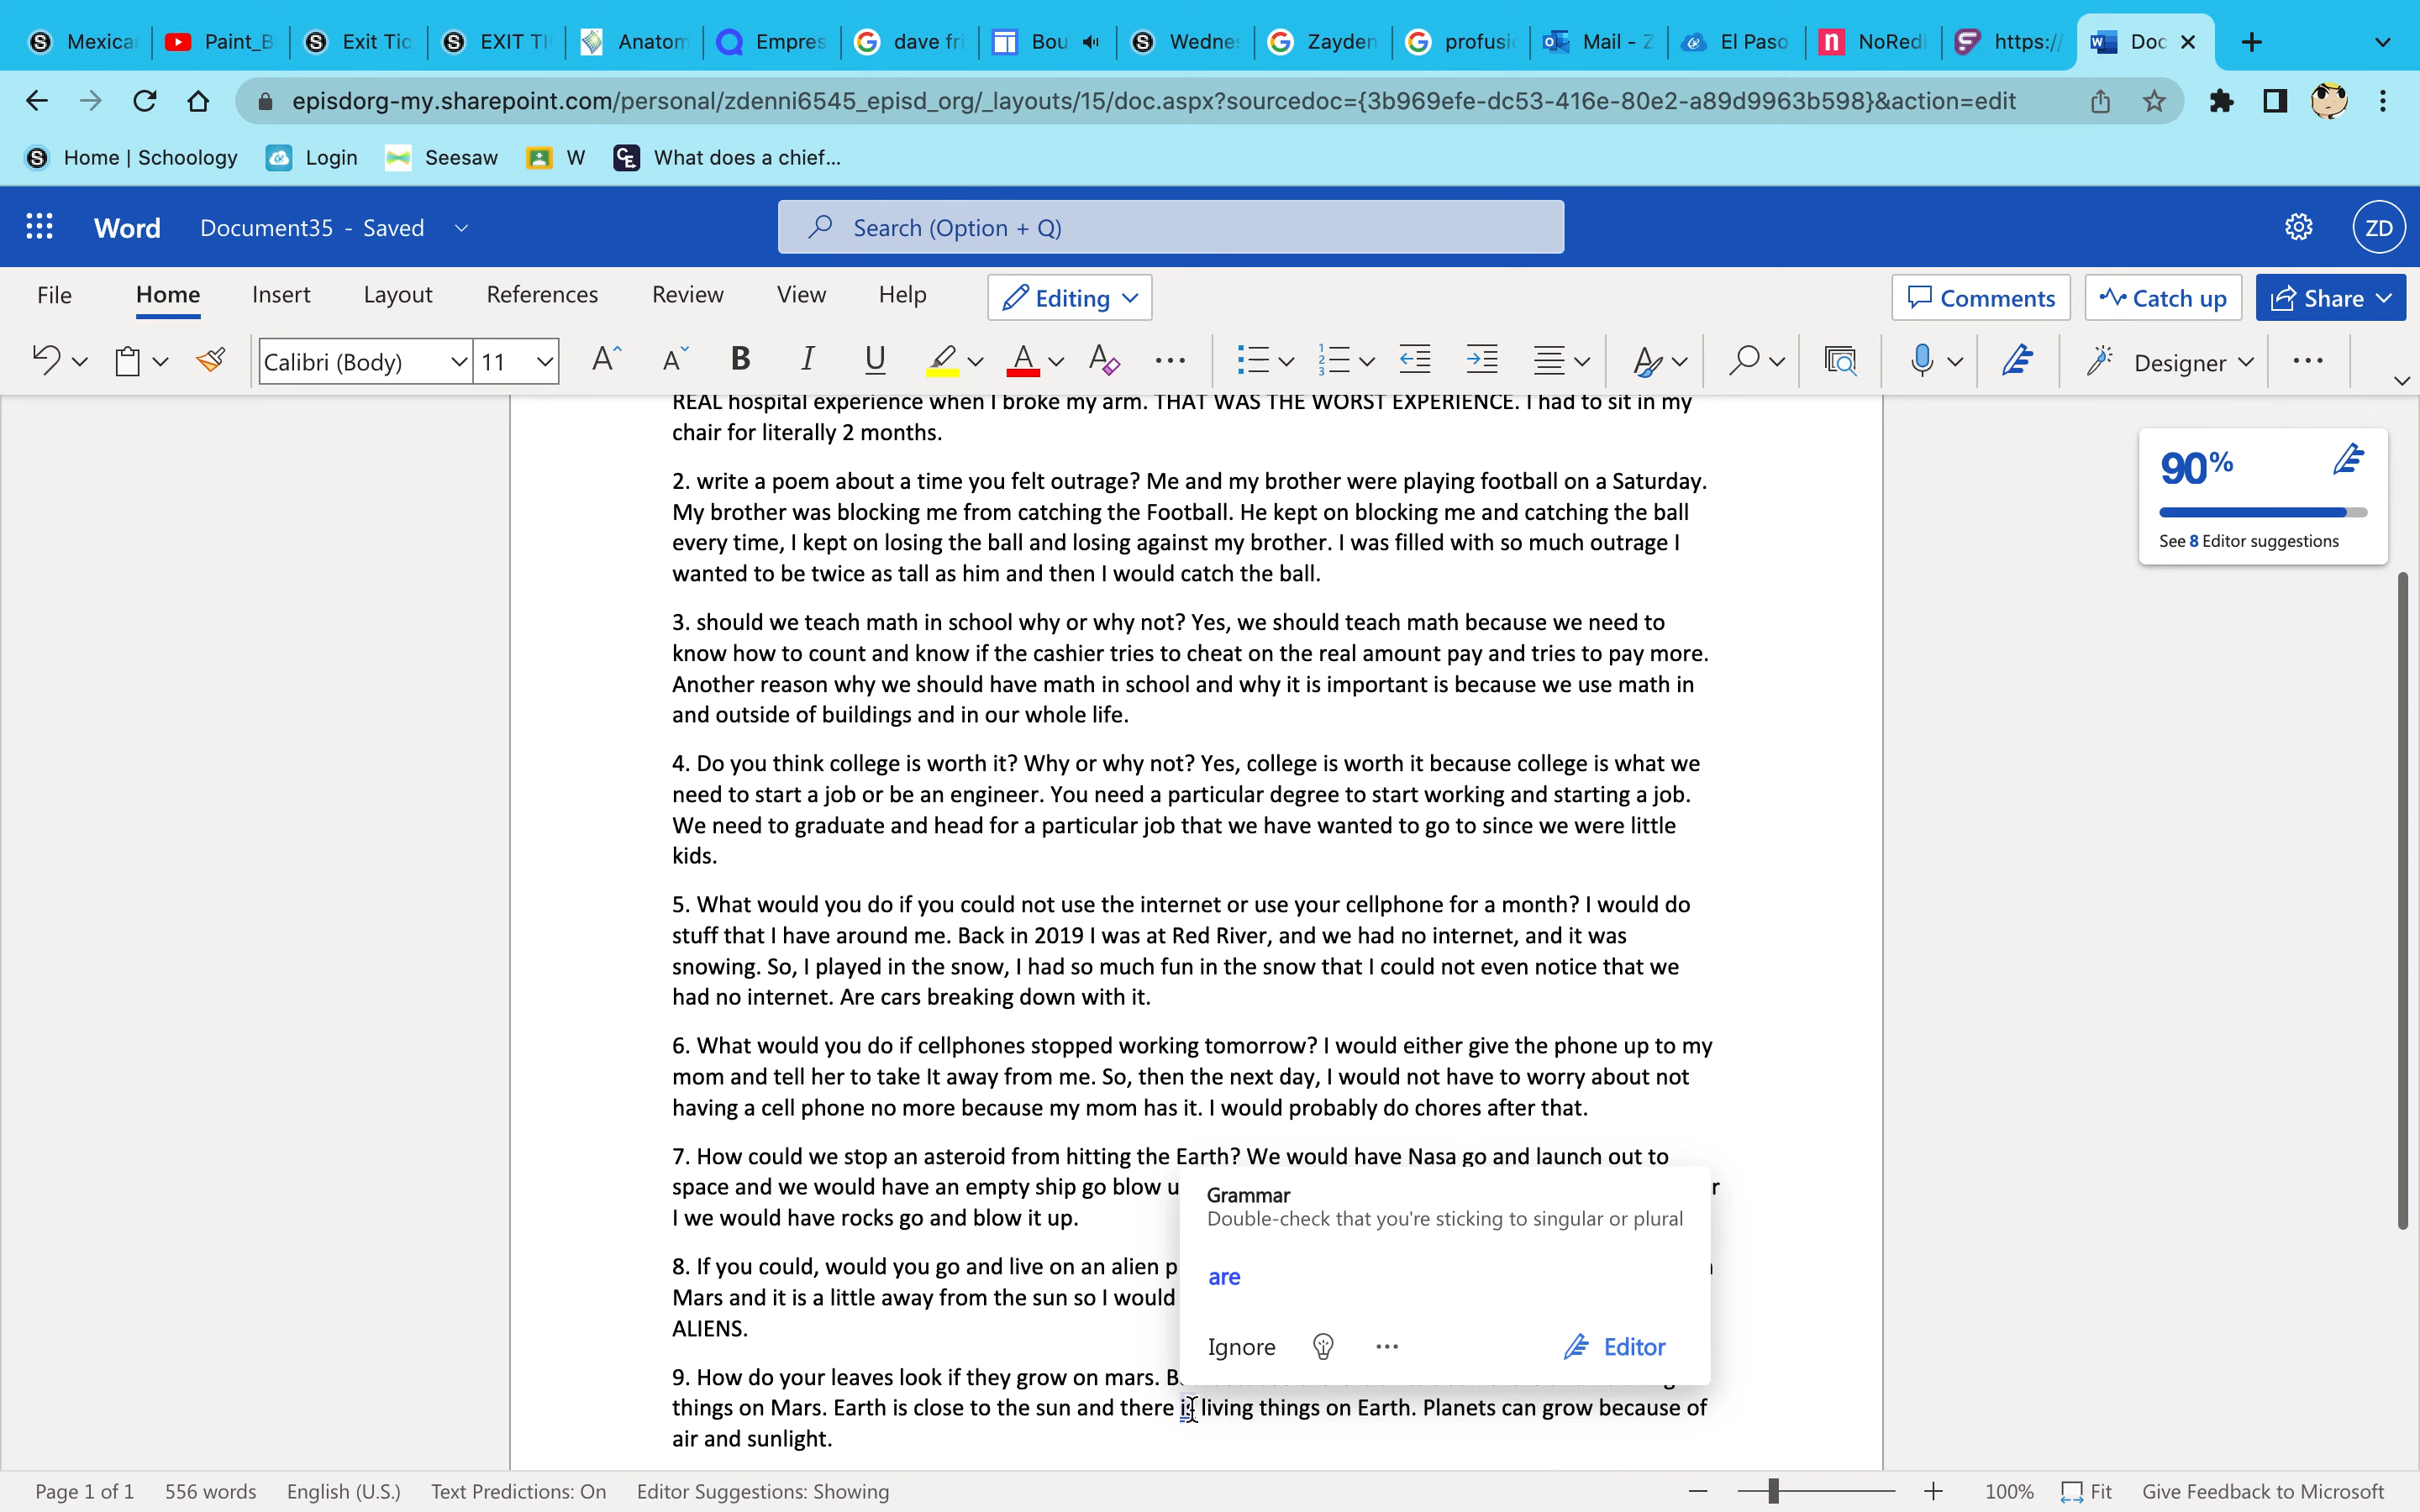 Mexica Paint_B Exit Tic EXIT TI Anatom Empres dave fri Bou Wednes Zayden profusio Mail - Z El Paso NoRedI https:// Doc
episdorg-my.sharepoint.com/personal/zdenni6545_episd_org/_layouts/15/doc.aspx?sourcedoc={3b969efe-dc53-416e-80e2-a89d9963b598}&action=edit
Home | Schoology Login Seesaw W What does a chief...
Word Document35 - Saved Search (Option + Q) ZD
File Home Insert Layout References Review View Help Editing Comments Catch up Share
Calibri (Body) 11 Designer
REAL hospital experience when I broke my arm. THAT WAS THE WORST EXPERIENCE. I had to sit in my
chair for literally 2 months.
90%
See 8 Editor suggestions
2. write a poem about a time you felt outrage? Me and my brother were playing football on a Saturday.
My brother was blocking me from catching the Football. He kept on blocking me and catching the ball
every time, I kept on losing the ball and losing against my brother. I was filled with so much outrage I
wanted to be twice as tall as him and then I would catch the ball.
3. should we teach math in school why or why not? Yes, we should teach math because we need to
know how to count and know if the cashier tries to cheat on the real amount pay and tries to pay more.
Another reason why we should have math in school and why it is important is because we use math in
and outside of buildings and in our whole life.
4. Do you think college is worth it? Why or why not? Yes, college is worth it because college is what we
need to start a job or be an engineer. You need a particular degree to start working and starting a job.
We need to graduate and head for a particular job that we have wanted to go to since we were little
kids.
5. What would you do if you could not use the internet or use your cellphone for a month? I would do
stuff that I have around me. Back in 2019 I was at Red River, and we had no internet, and it was
snowing. So, I played in the snow, I had so much fun in the snow that I could not even notice that we
had no internet. Are cars breaking down with it.
6. What would you do if cellphones stopped working tomorrow? I would either give the phone up to my
mom and tell her to take It away from me. So, then the next day, I would not have to worry about not
having a cell phone no more because my mom has it. I would probably do chores after that.
7. How could we stop an asteroid from hitting the Earth? We would have Nasa go and launch out to
space and we would have an empty ship go blow u
I we would have rocks go and blow it up.
Grammar
Double-check that you're sticking to singular or plural
are
Ignore Editor
8. If you could, would you go and live on an alien p
Mars and it is a little away from the sun so I would
ALIENS.
9. How do your leaves look if they grow on mars.
things on Mars. Earth is close to the sun and there is living things on Earth. Planets can grow because of
air and sunlight.
Page 1 of 1 556 words English (U.S.) Text Predictions: On Editor Suggestions: Showing 100% Fit Give Feedback to Microsoft